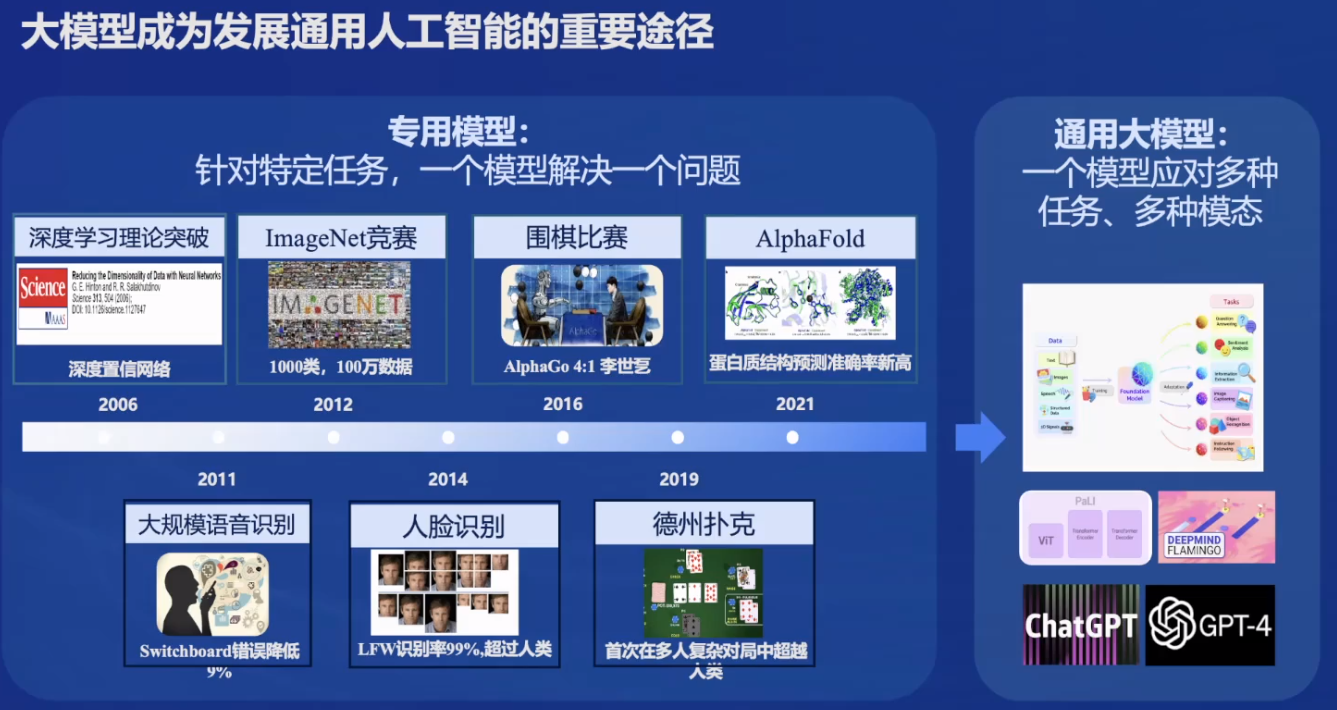 大模型成为发展通用人工智能的重要途径
专用模型：
针对特定任务，一个模型解决一个问题
深度学习理论突破
Science
AAAS
Reducing the Dimensionality of Data with Neural Networks
G. E. Hinton and R. R. Salakhutdinov
Science 313, 504 (2006);
DOI: 10.1126/science.1127647
深度置信网络
ImageNet竞赛
IMAGENET
1000类，100万数据
围棋比赛
AlphaGo
AlphaGo 4:1 李世乭
AlphaFold
蛋白质结构预测准确率新高
2006
2012
2016
2021
2011
2014
2019
大规模语音识别
Switchboard错误降低
9%
人脸识别
LFW识别率99%,超过人类
德州扑克
首次在多人复杂对局中超越
人类
通用大模型：
一个模型应对多种
任务、多种模态
Tasks
Data
Question
Answering
Text
Sentiment
Analysis
Images
Information
Extraction
Speech
Training
Foundation
Model
Adaptation
Structured
Data
Image
Captioning
3D Signals
Object
Recognition
Instruction
Following
PaLI
ViT
Transformer
Encoder
Transformer
Decoder
DEEPMIND
FLAMINGO
ChatGPT
GPT-4